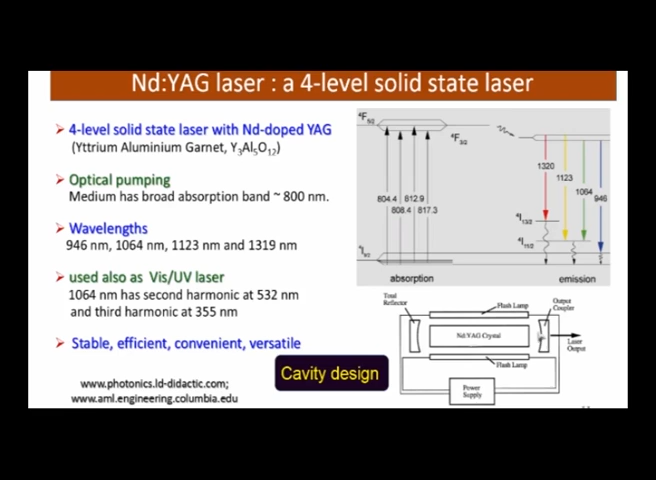 Nd:YAG laser : a 4-level solid state laser
➢ 4-level solid state laser with Nd-doped YAG
(Yttrium Aluminium Garnet, Y3Al5O12)
➢ Optical pumping
Medium has broad absorption band ~ 800 nm.
➢ Wavelengths
946 nm, 1064 nm, 1123 nm and 1319 nm
➢ used also as Vis/UV laser
1064 nm has second harmonic at 532 nm
and third harmonic at 355 nm
➢ Stable, efficient, convenient, versatile
www.photonics.ld-didactic.com;
www.aml.engineering.columbia.edu
Cavity design
4F5/2
4F3/2
804.4 812.9
808.4 817.3
1320
1123
1064
946
4I13/2
4I11/2
4I9/2
absorption
emission
Total
Reflector
Flash Lamp
Output
Coupler
Nd:YAG Crystal
Laser
Output
Flash Lamp
Power
Supply